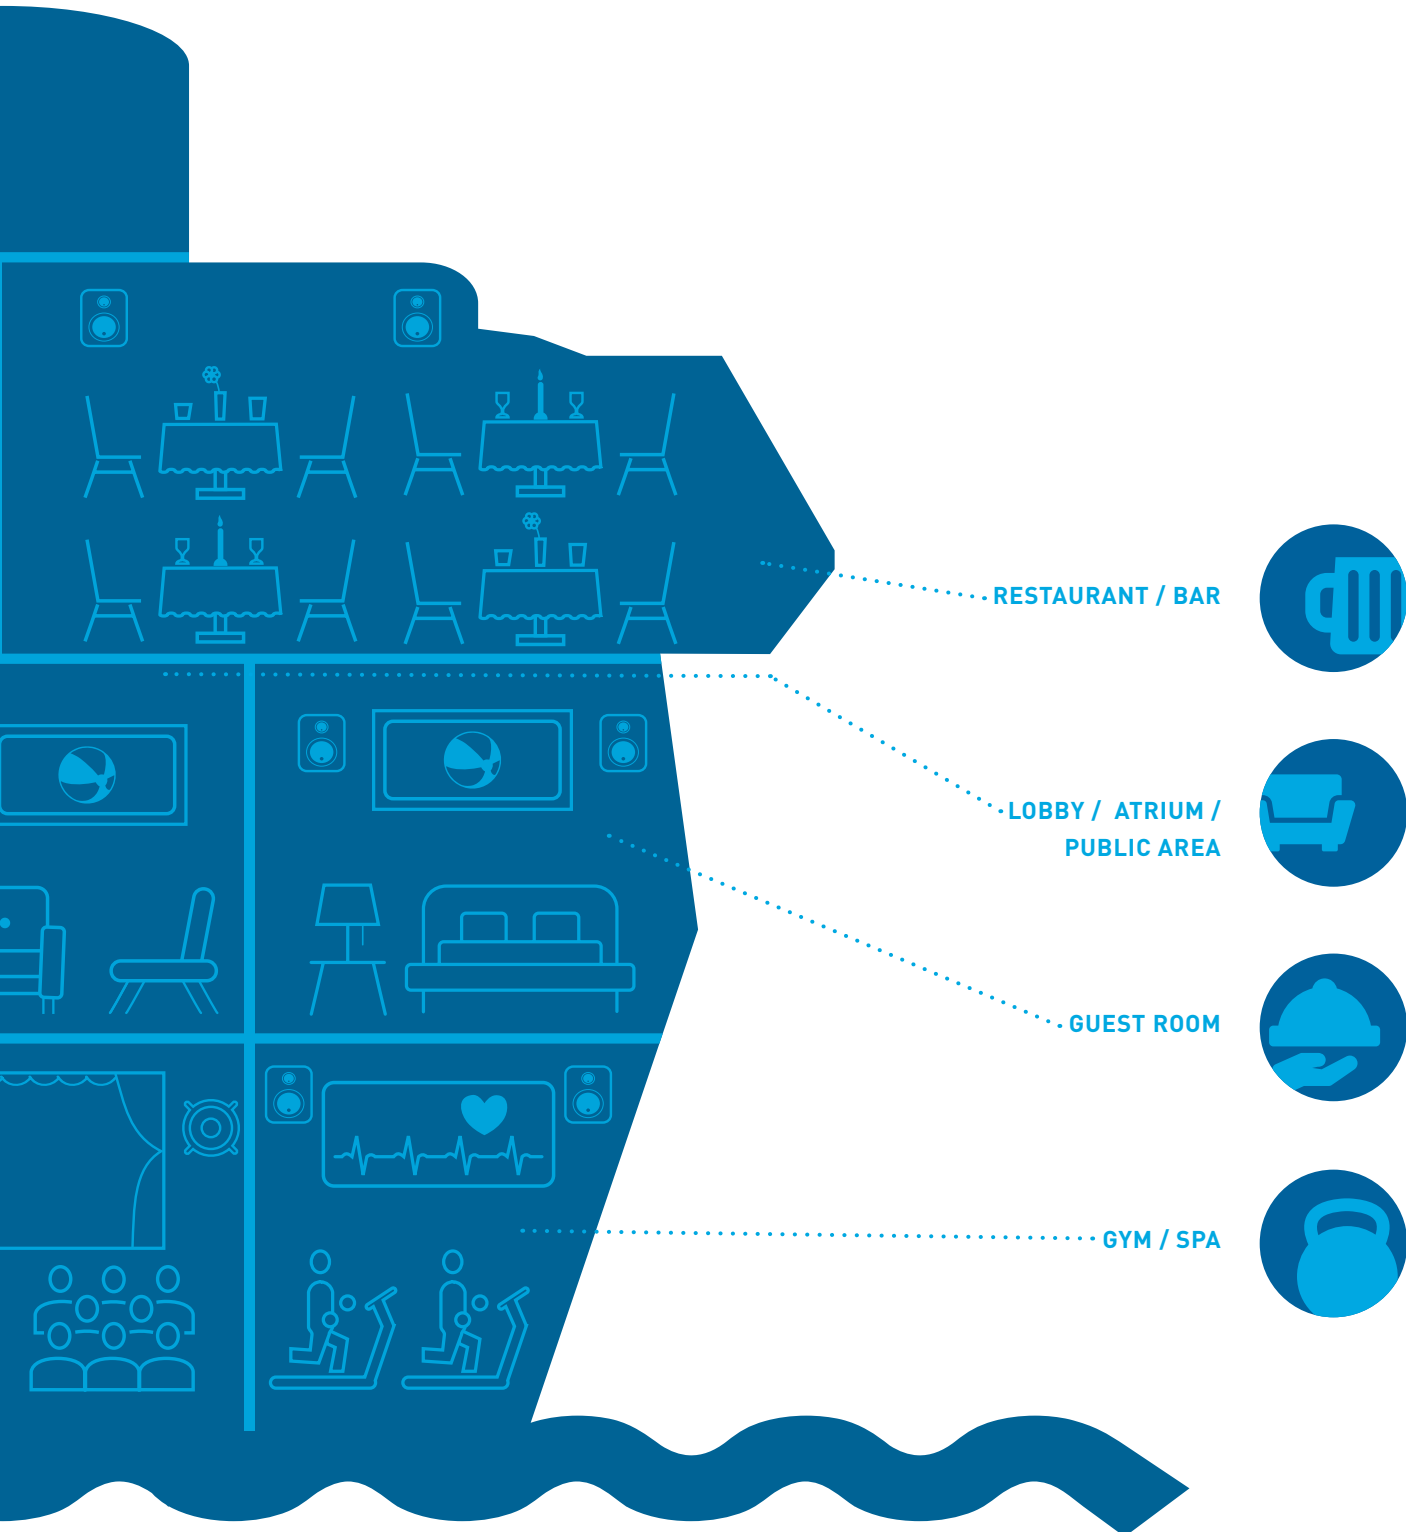 RESTAURANT / BAR
LOBBY / ATRIUM /
PUBLIC AREA
GUEST ROOM
GYM / SPA